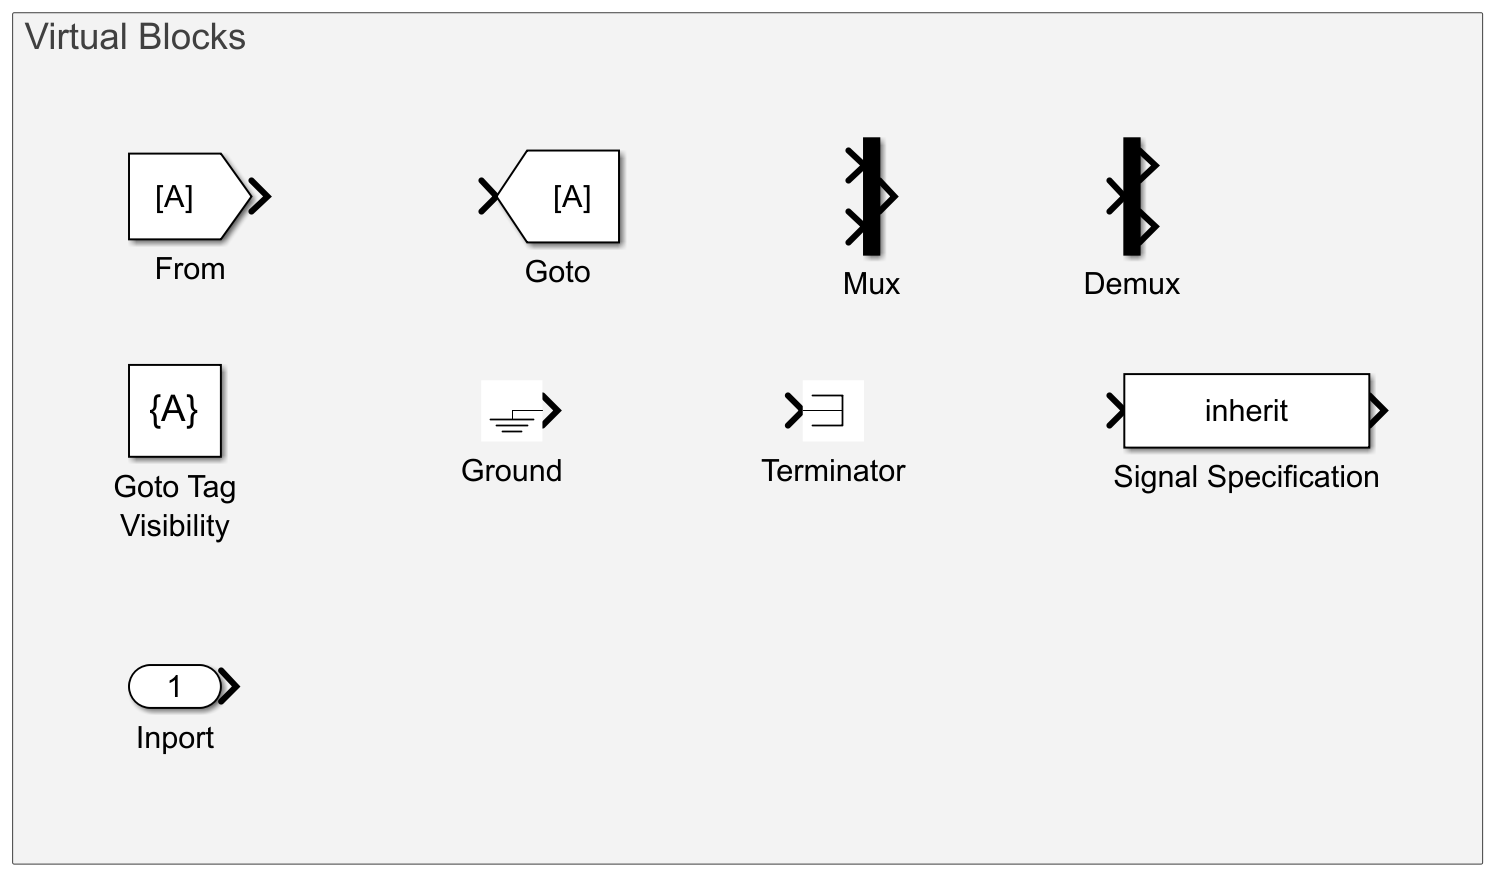 Virtual Blocks
[A]
From
[A]
Goto
Mux
Demux
{A}
Goto Tag
Visibility
Ground
Terminator
inherit
Signal Specification
1
Inport